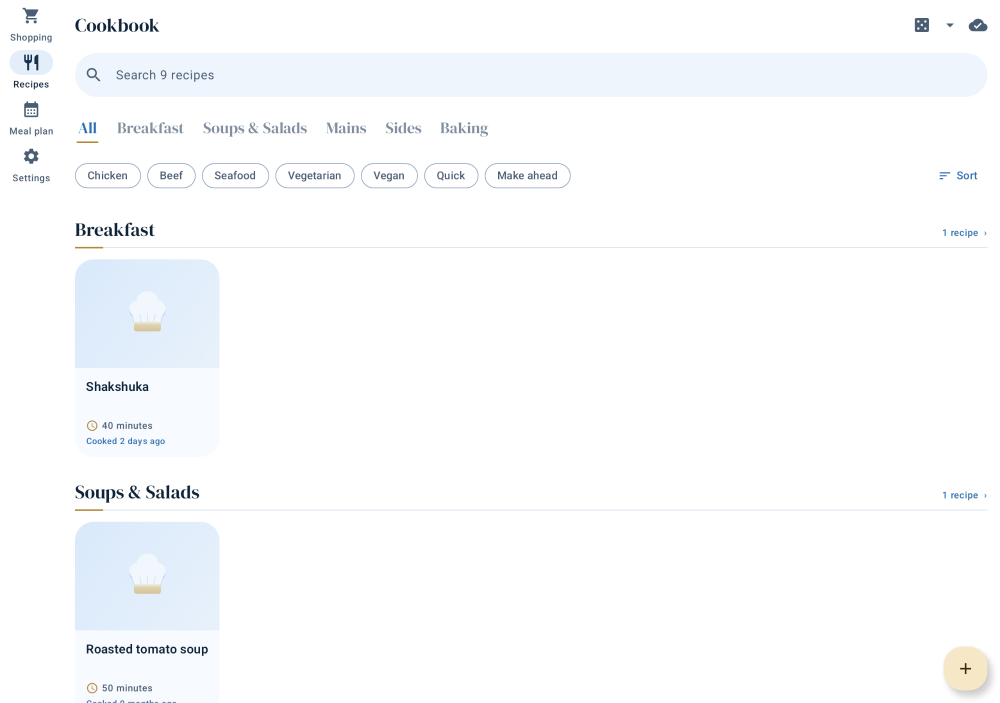 Shopping
Recipes
Meal plan
Settings
Cookbook
Search 9 recipes
All Breakfast Soups & Salads Mains Sides Baking
Chicken Beef Seafood Vegetarian Vegan Quick Make ahead Sort
Breakfast 1 recipe ›
Shakshuka
40 minutes
Cooked 2 days ago
Soups & Salads 1 recipe ›
Roasted tomato soup
50 minutes